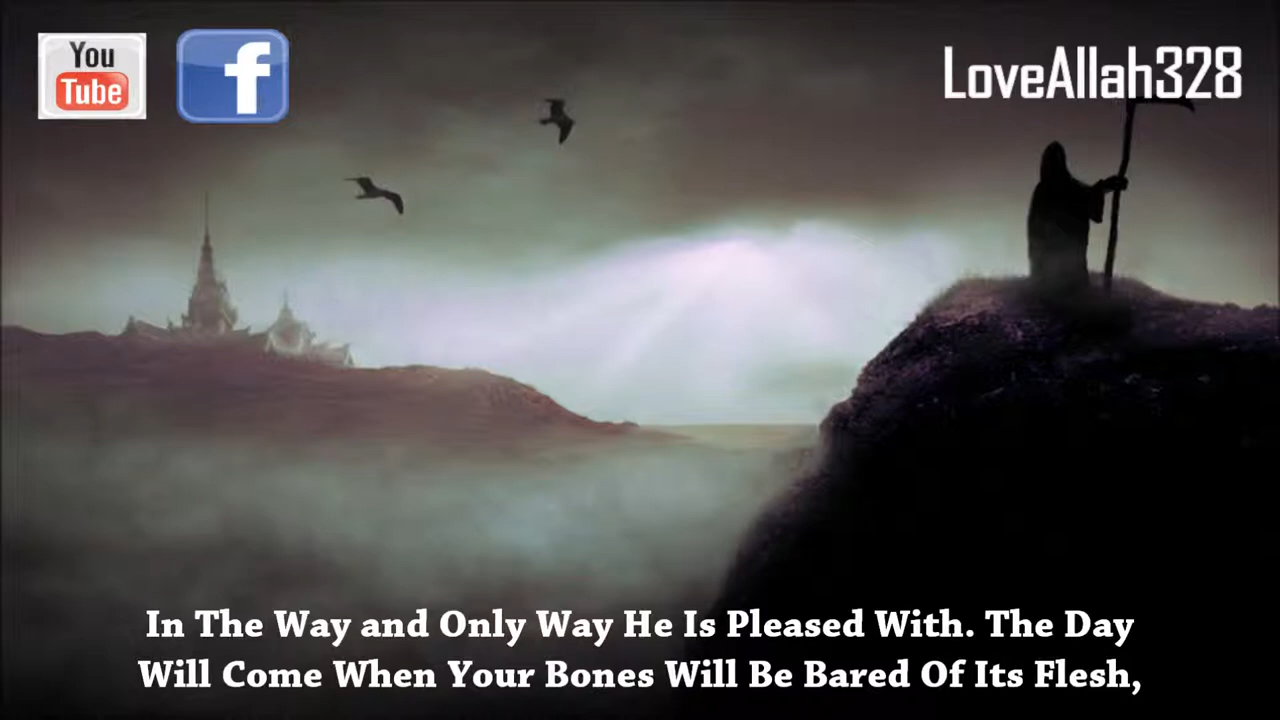 You
Tube
f
LoveAllah328
In The Way and Only Way He Is Pleased With. The Day
Will Come When Your Bones Will Be Bared Of Its Flesh,